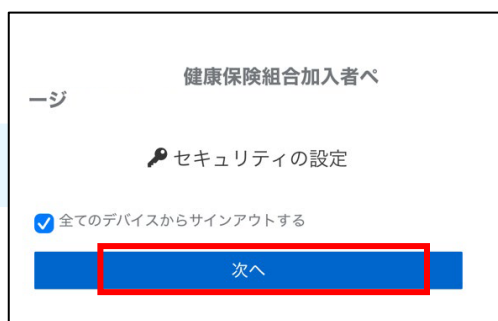 健康保険組合加入者ペ
ージ
セキュリティの設定
全てのデバイスからサインアウトする
次へ